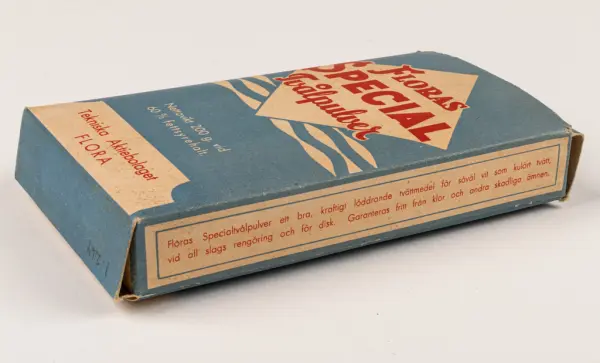 FLORAS
SPECIAL
Tvålpulver
Nettovikt 200 g vid
60 % fettsyrehalt.
Tekniska Aktiebolaget
FLORA
Floras Specialtvålpulver ett bra, kraftigt löddrande tvättmedel för såväl vit som kulört tvätt,
vid all slags rengöring och för disk. Garanteras fritt från klor och andra skadliga ämnen.